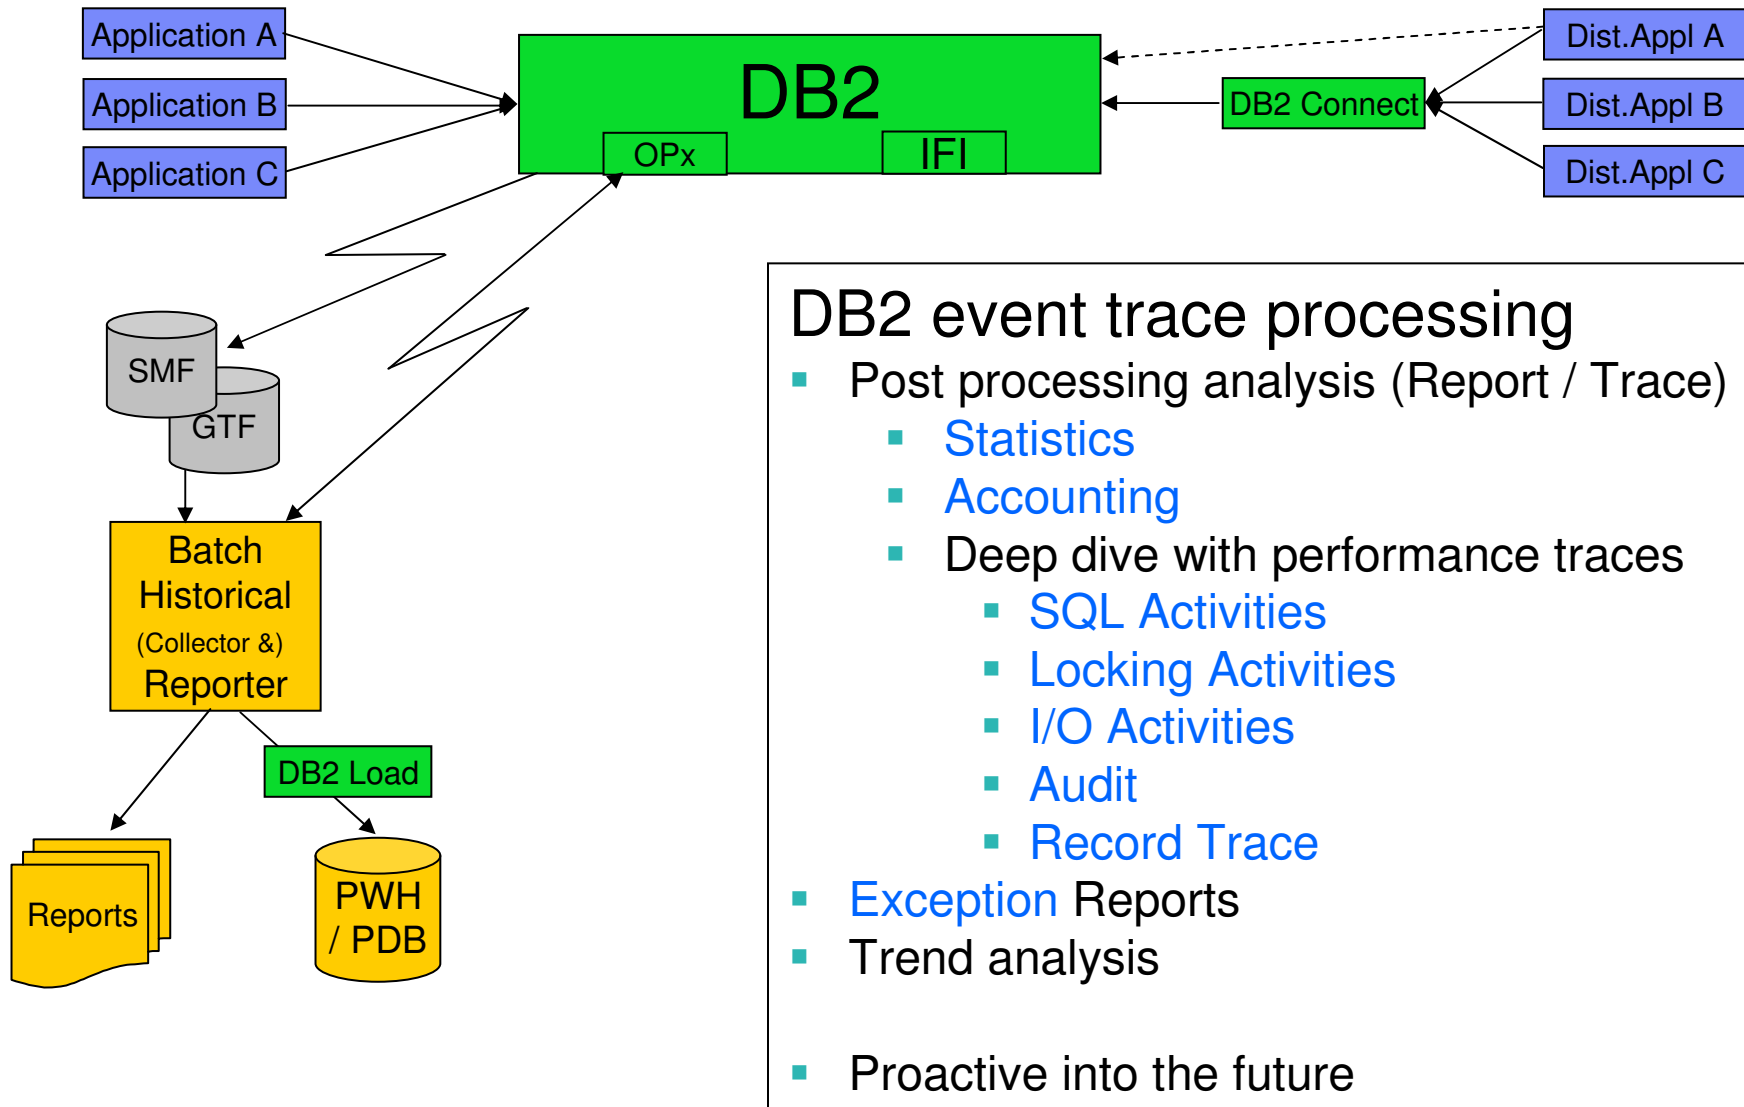 Application A
Application B
Application C
DB2
OPx
IFI
DB2 Connect
Dist.Appl A
Dist.Appl B
Dist.Appl C
SMF
GTF
Batch
Historical
(Collector &)
Reporter
DB2 Load
Reports
PWH
/ PDB
DB2 event trace processing
Post processing analysis (Report / Trace)
Statistics
Accounting
Deep dive with performance traces
SQL Activities
Locking Activities
I/O Activities
Audit
Record Trace
Exception Reports
Trend analysis
Proactive into the future